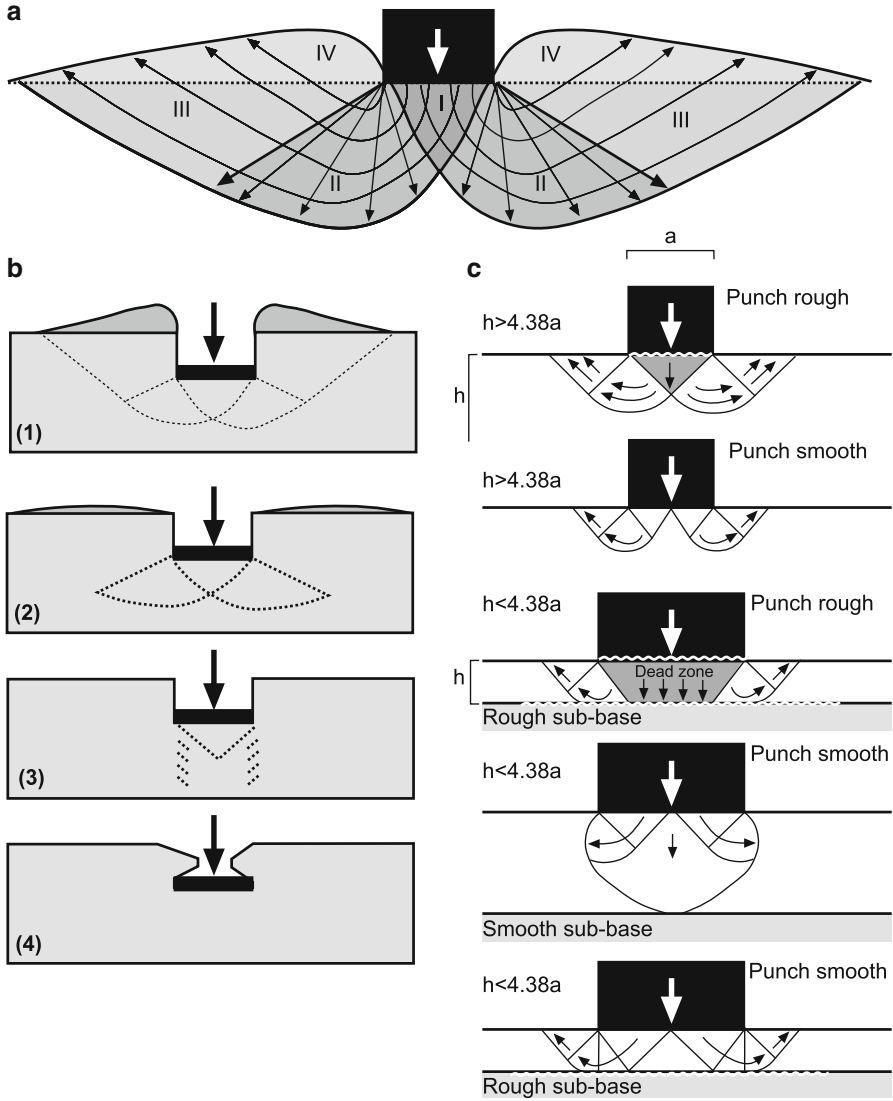 a
IV
IV
I
III
III
II
II
b
(1)
(2)
(3)
(4)
c
a
Punch rough
h>4.38a
h
Punch smooth
h>4.38a
h<4.38a
Punch rough
h
Dead zone
Rough sub-base
h<4.38a
Punch smooth
Smooth sub-base
Punch smooth
h<4.38a
Rough sub-base